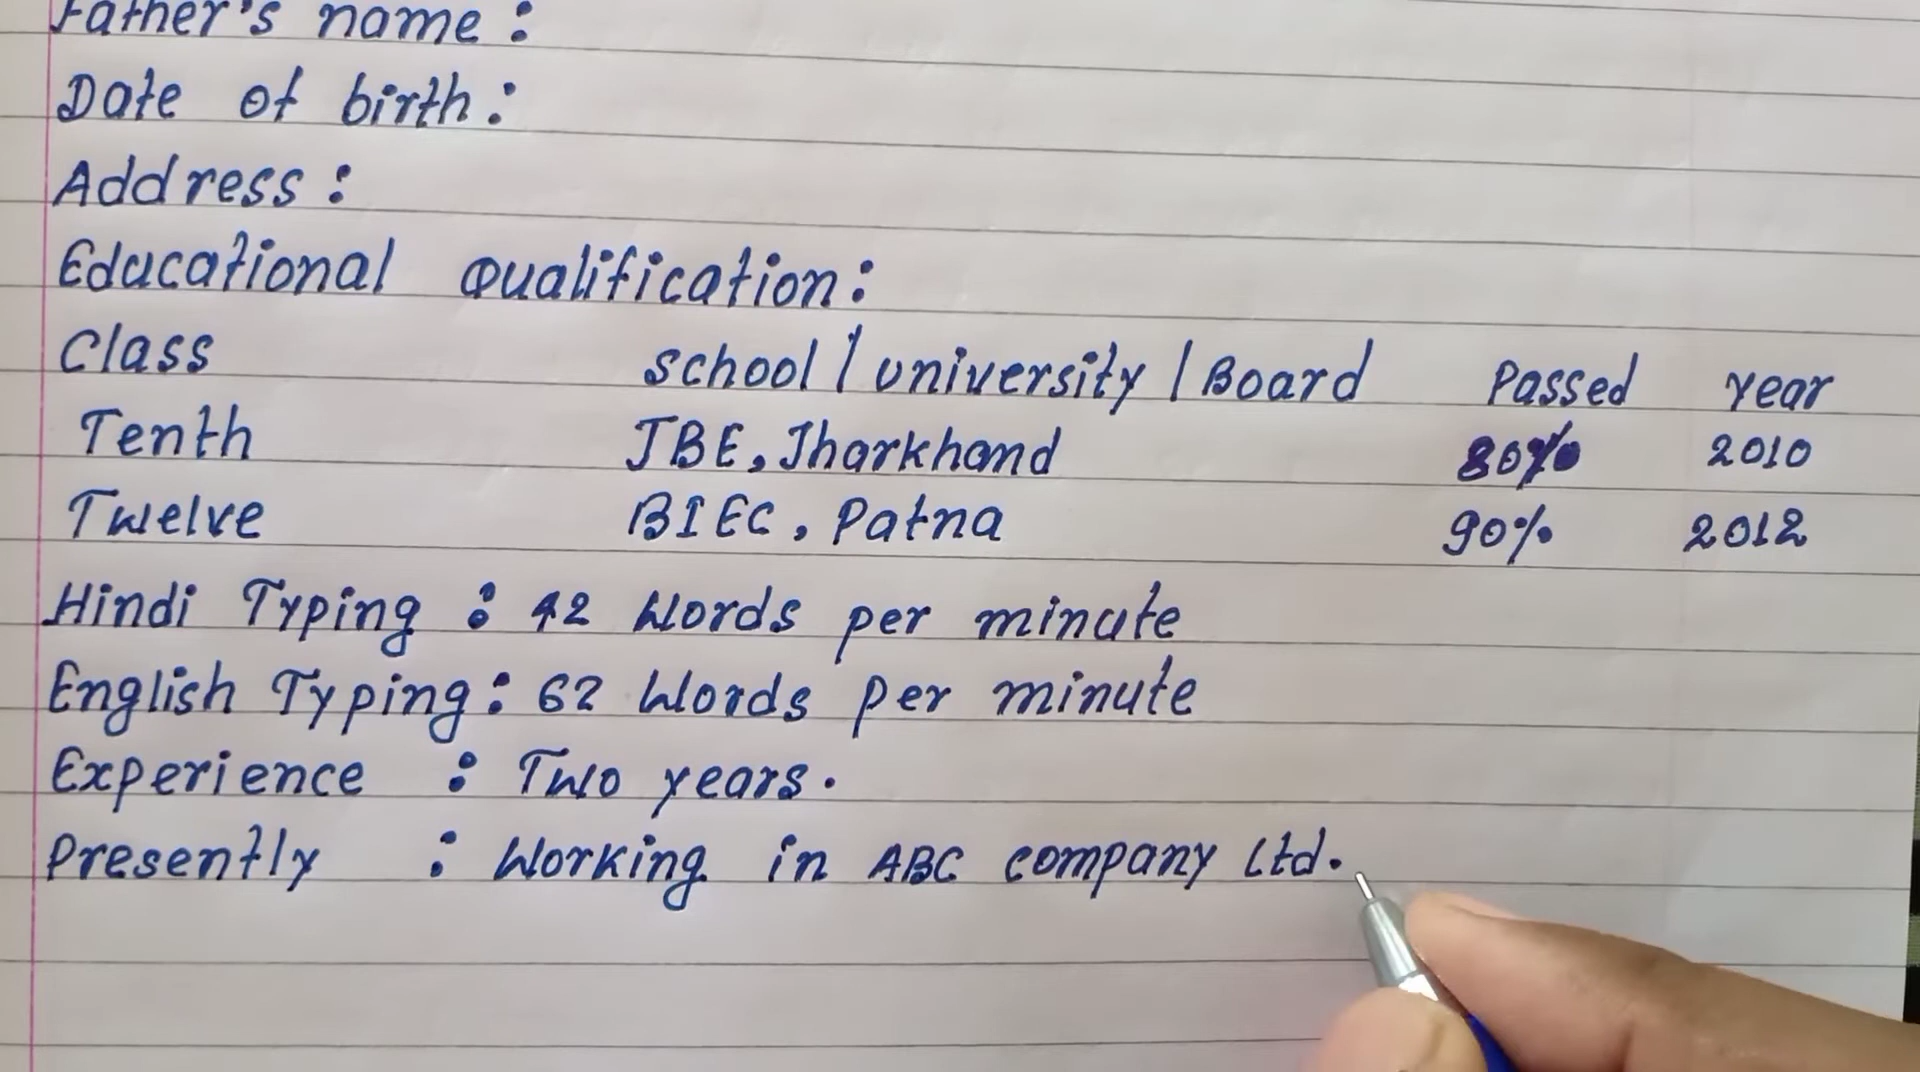 Father's name :
Date of birth :
Address :
Educational Qualification :
Class school / university / Board Passed year
Tenth JBE, Jharkhand 80% 2010
Twelve BIEC, Patna 90% 2012
Hindi Typing : 42 Words per minute
English Typing : 62 Words per minute
Experience : Two years.
Presently : Working in ABC company Ltd.